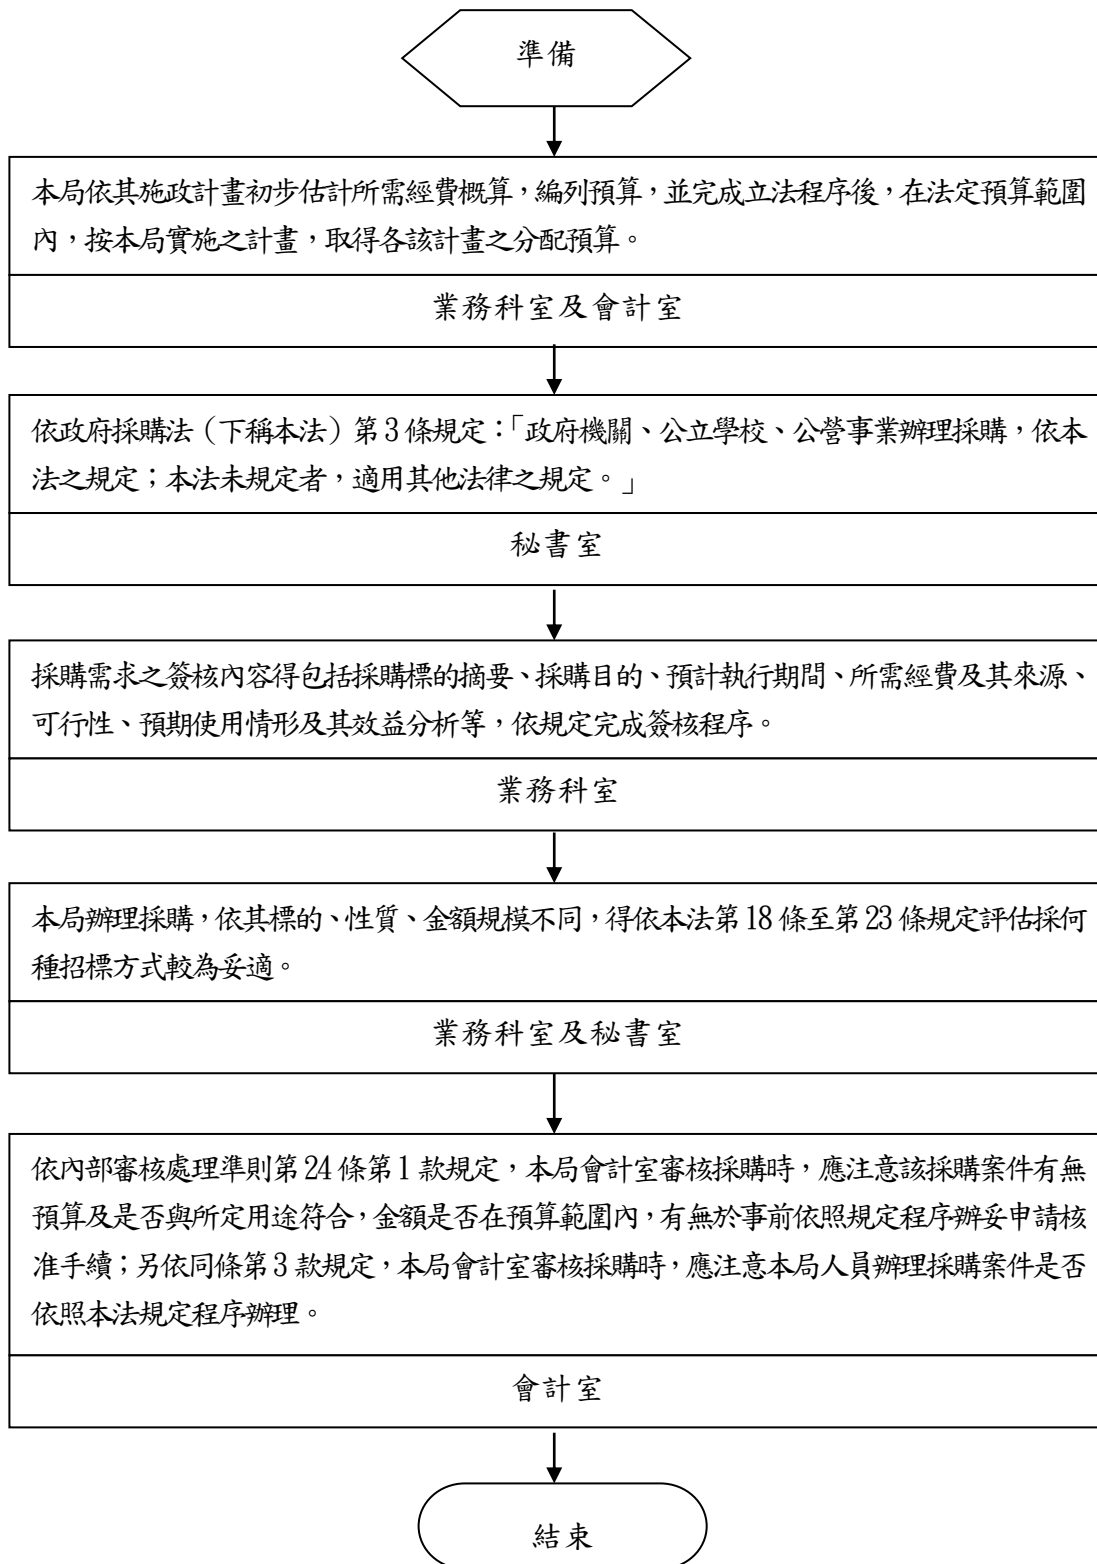 準備
本局依其施政計畫初步估計所需經費概算，編列預算，並完成立法程序後，在法定預算範圍
內，按本局實施之計畫，取得各該計畫之分配預算。
業務科室及會計室
依政府採購法（下稱本法）第3條規定：「政府機關、公立學校、公營事業辦理採購，依本
法之規定；本法未規定者，適用其他法律之規定。」
秘書室
採購需求之簽核內容得包括採購標的摘要、採購目的、預計執行期間、所需經費及其來源、
可行性、預期使用情形及其效益分析等，依規定完成簽核程序。
業務科室
本局辦理採購，依其標的、性質、金額規模不同，得依本法第18條至第23條規定評估採何
種招標方式較為妥適。
業務科室及秘書室
依內部審核處理準則第24條第1款規定，本局會計室審核採購時，應注意該採購案件有無
預算及是否與所定用途符合，金額是否在預算範圍內，有無於事前依照規定程序辦妥申請核
准手續；另依同條第3款規定，本局會計室審核採購時，應注意本局人員辦理採購案件是否
依照本法規定程序辦理。
會計室
結束